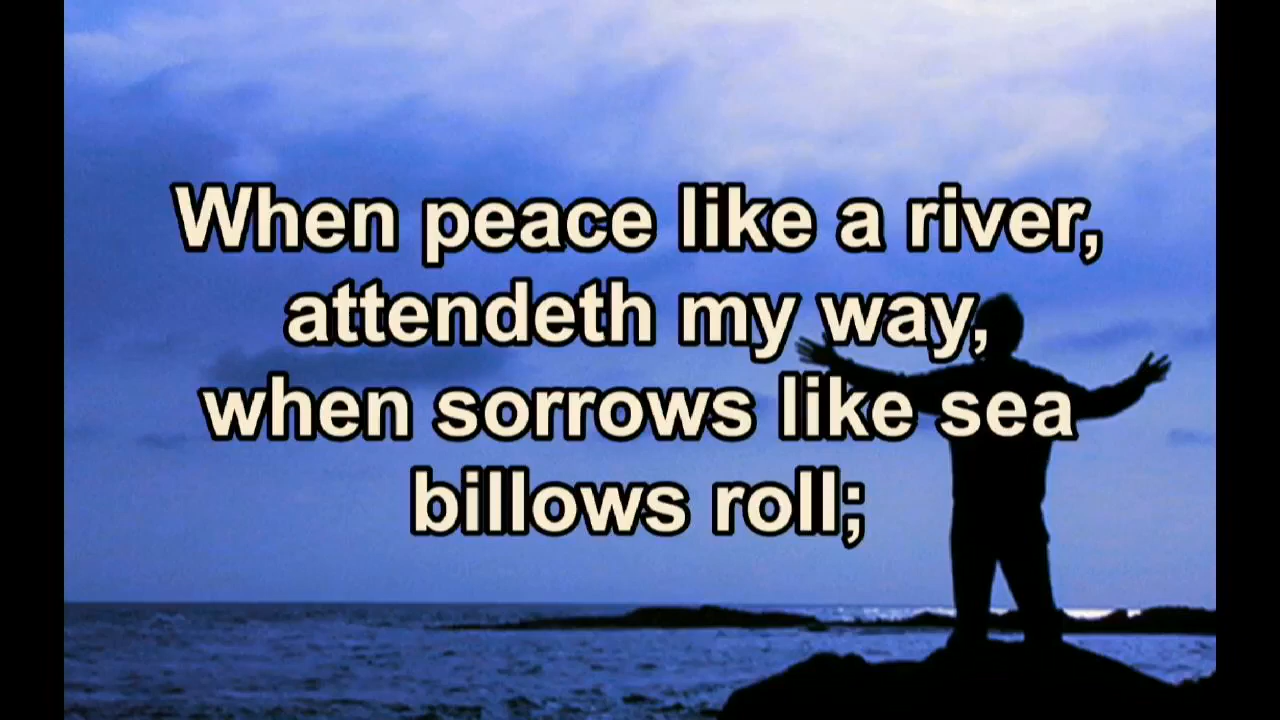 When peace like a river,
attendeth my way,
when sorrows like sea
billows roll;